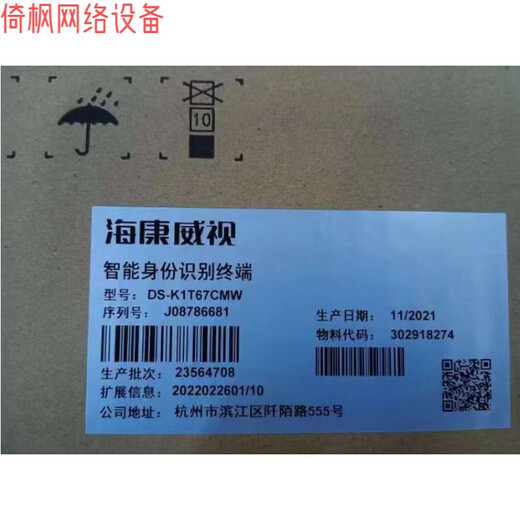 倚枫网络设备
10
海康威视
智能身份识别终端
型号： DS-K1T67CMW
序列号： J08786681
生产日期： 11/2021
物料代码： 302918274
生产批次： 23564708
扩展信息： 2022022601/10
公司地址： 杭州市滨江区阡陌路555号